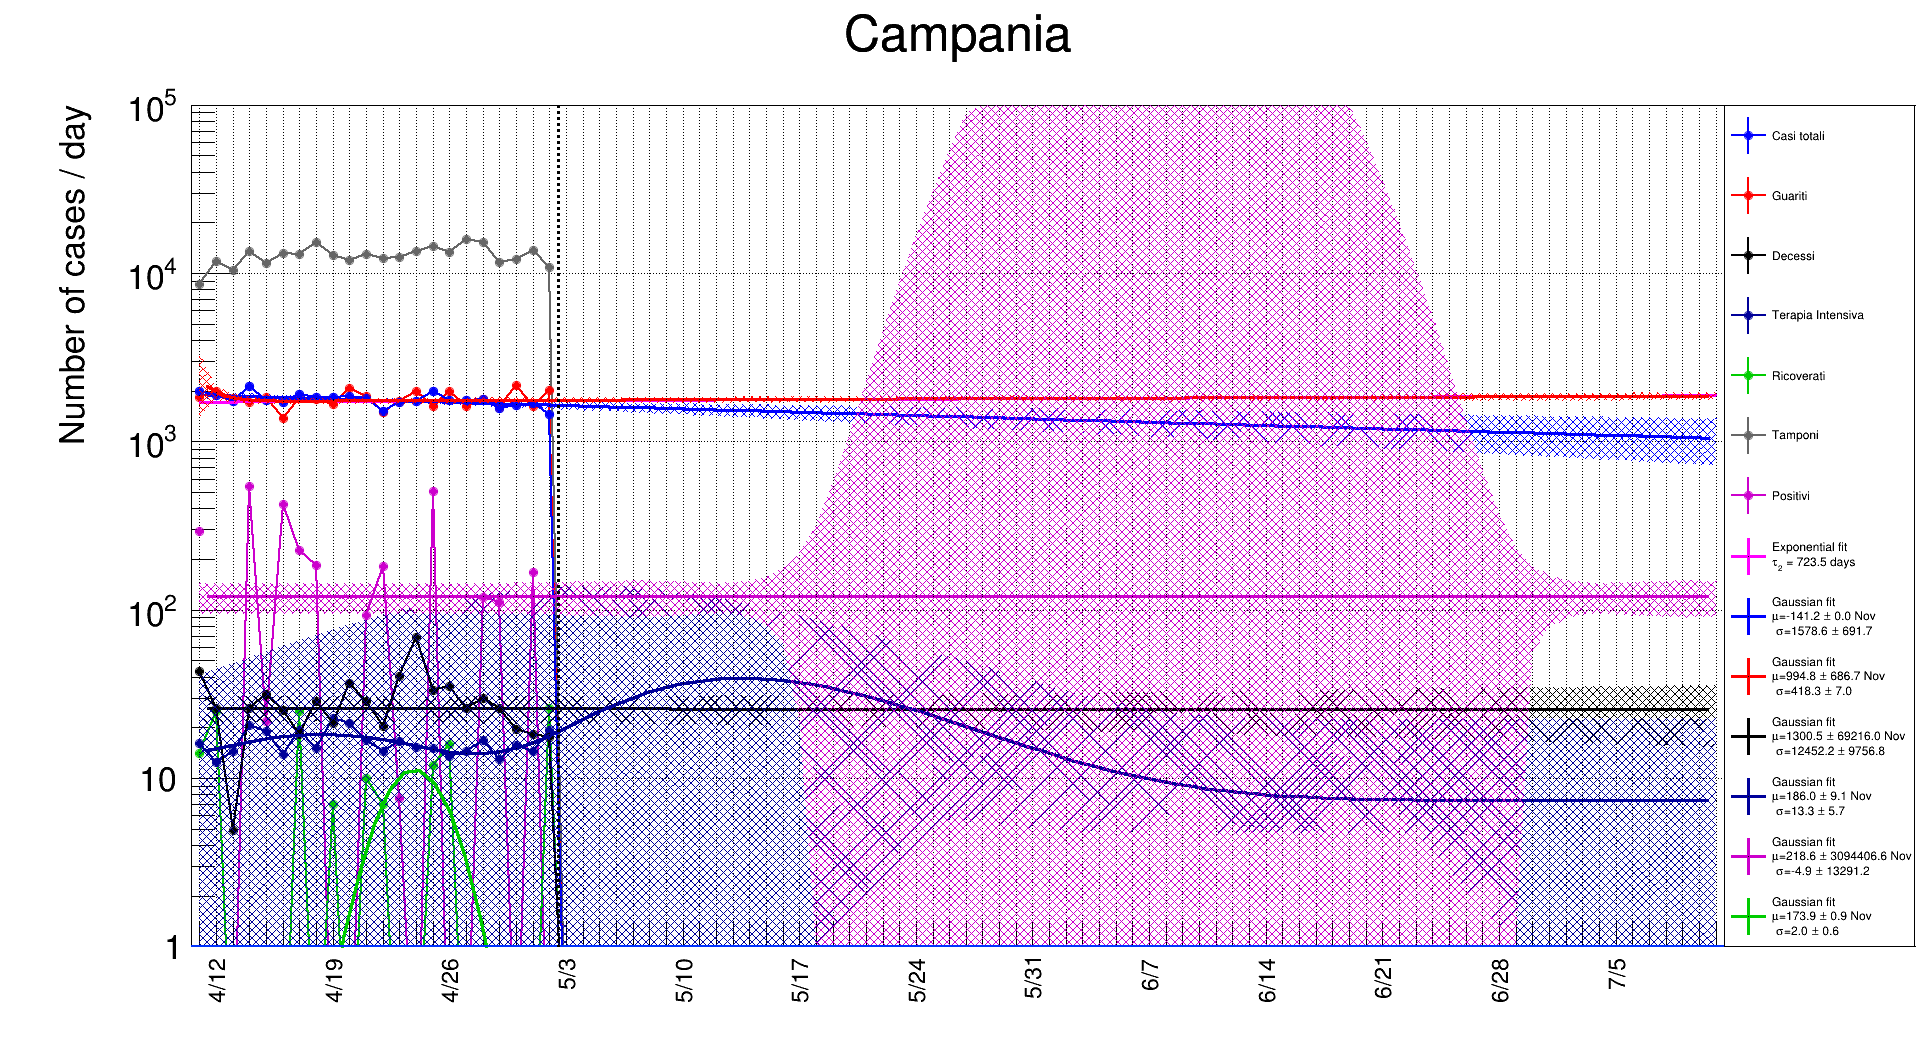 Campania
Number of cases / day
10^5
10^4
10^3
10^2
10
1
4/12
4/19
4/26
5/3
5/10
5/17
5/24
5/31
6/7
6/14
6/21
6/28
7/5
Casi totali
Guariti
Decessi
Terapia Intensiva
Ricoverati
Tamponi
Positivi
Exponential fit
τ₂ = 723.5 days
Gaussian fit
μ=-141.2 ± 0.0 Nov
σ=1578.6 ± 691.7
Gaussian fit
μ=994.8 ± 686.7 Nov
σ=418.3 ± 7.0
Gaussian fit
μ=1300.5 ± 69216.0 Nov
σ=12452.2 ± 9756.8
Gaussian fit
μ=186.0 ± 9.1 Nov
σ=13.3 ± 5.7
Gaussian fit
μ=218.6 ± 3094406.6 Nov
σ=-4.9 ± 13291.2
Gaussian fit
μ=173.9 ± 0.9 Nov
σ=2.0 ± 0.6